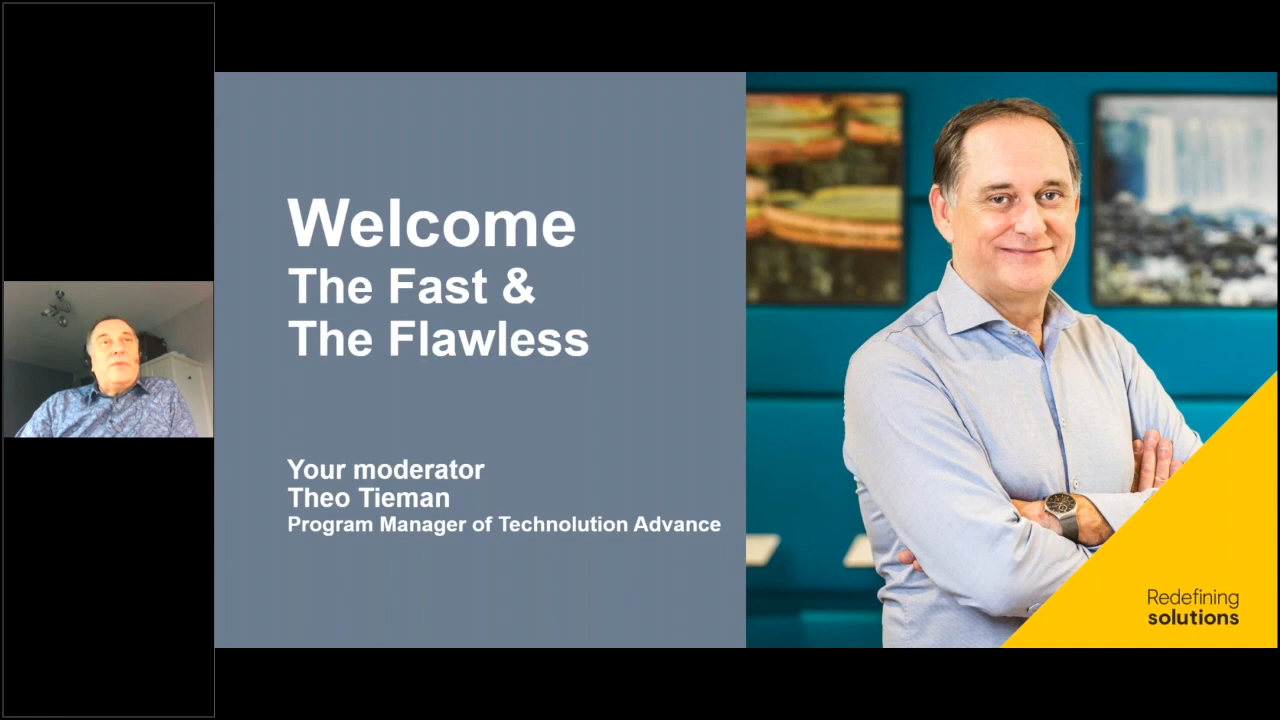 Welcome
The Fast &
The Flawless
Your moderator
Theo Tieman
Program Manager of Technolution Advance
Redefining
solutions